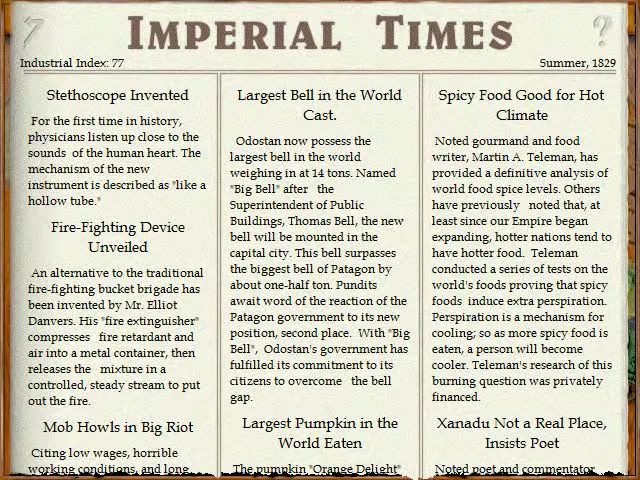 7
IMPERIAL TIMES
?
Industrial Index: 77
Summer, 1829
Stethoscope Invented
For the first time in history,
physicians listen up close to the
sounds of the human heart. The
mechanism of the new
instrument is described as "like a
hollow tube."
Fire-Fighting Device
Unveiled
An alternative to the traditional
fire-fighting bucket brigade has
been invented by Mr. Elliot
Danvers. His "fire extinguisher"
compresses fire retardant and
air into a metal container, then
releases the mixture in a
controlled, steady stream to put
out the fire.
Mob Howls in Big Riot
Citing low wages, horrible
working conditions, and long
Largest Bell in the World
Cast.
Odostan now possess the
largest bell in the world
weighing in at 14 tons. Named
"Big Bell" after the
Superintendent of Public
Buildings, Thomas Bell, the new
bell will be mounted in the
capital city. This bell surpasses
the biggest bell of Patagon by
about one-half ton. Pundits
await word of the reaction of the
Patagon government to its new
position, second place. With "Big
Bell", Odostan's government has
fulfilled its commitment to its
citizens to overcome the bell
gap.
Largest Pumpkin in the
World Eaten
The pumpkin "Orange Delight"
Spicy Food Good for Hot
Climate
Noted gourmand and food
writer, Martin A. Teleman, has
provided a definitive analysis of
world food spice levels. Others
have previously noted that, at
least since our Empire began
expanding, hotter nations tend to
have hotter food. Teleman
conducted a series of tests on the
world's foods proving that spicy
foods induce extra perspiration.
Perspiration is a mechanism for
cooling; so as more spicy food is
eaten, a person will become
cooler. Teleman's research of this
burning question was privately
financed.
Xanadu Not a Real Place,
Insists Poet
Noted poet and commentator